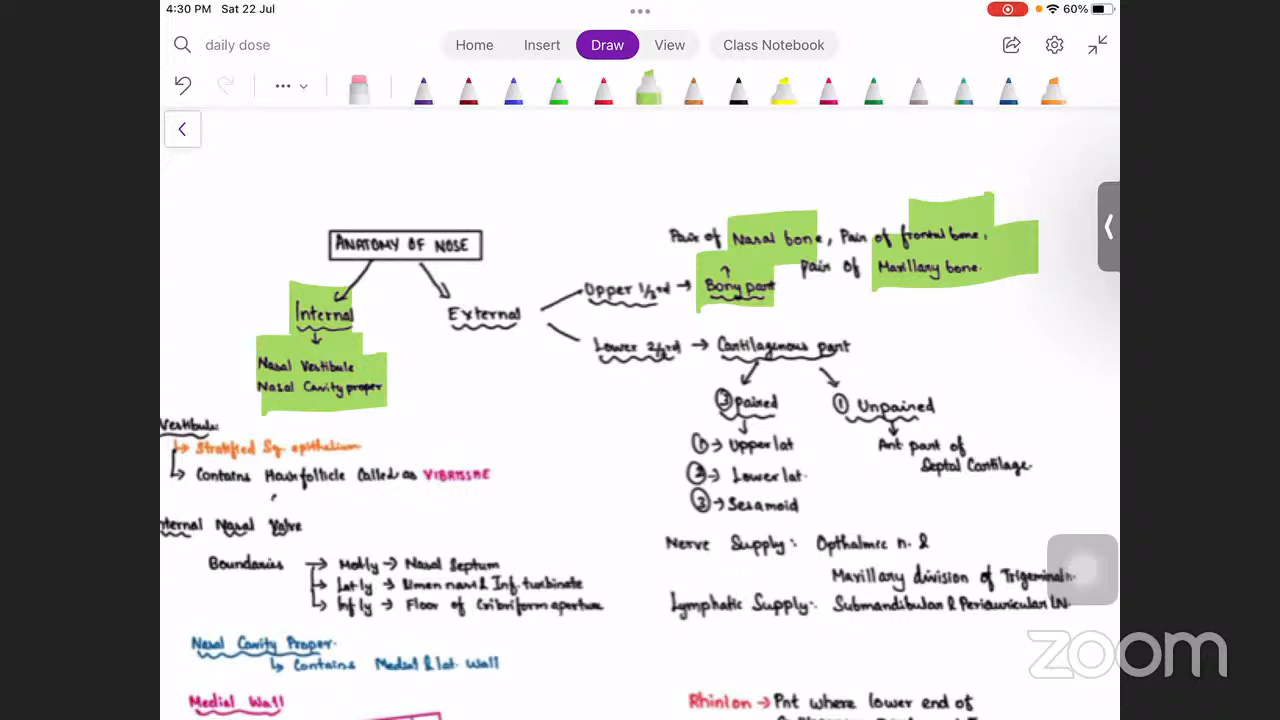 4:30 PM Sat 22 Jul
60%
daily dose
Home Insert Draw View Class Notebook
ANATOMY OF NOSE
Internal
Nasal Vestibule
Nasal Cavity proper
External
Upper 1/3rd → Bony part
Pair of Nasal bone, Pair of frontal bone,
pair of Maxillary bone.
Lower 2/3rd → Cartilagenous part
③ paired
① → Upper lat
② → Lower lat.
③ → Sesamoid
① Unpaired
Ant part of
Septal Cartilage.
Vestibule:
↳ Stratified Sq. epithelium
↳ Contains Hair follicle Called as VIBRISSAE
nternal Nasal Valve
Boundaries → Medly → Nasal Septum
→ Latly → Limen nasi & Inf. turbinate
→ Infly → Floor of Cribriform aperture
Nerve Supply: Opthalmic n. &
Maxillary division of Trigeminal n.
Lymphatic Supply: Submandibular & Periauricular LN.
Nasal Cavity Proper.
↳ Contains Medial & lat. Wall
Medial Wall
Rhinion → Pnt where lower end of
zoom